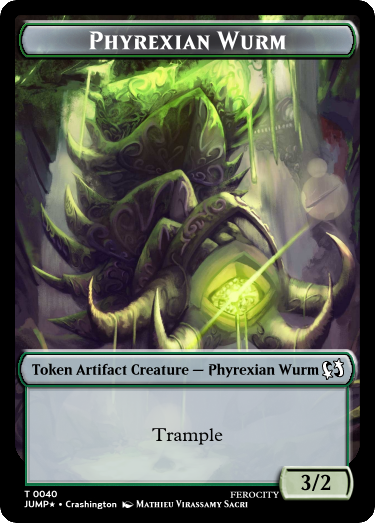 Phyrexian Wurm
Token Artifact Creature — Phyrexian Wurm
Trample
3/2
T 0040
FEROCITY
JUMP★ • Crashington Mathieu Virassamy Sacri